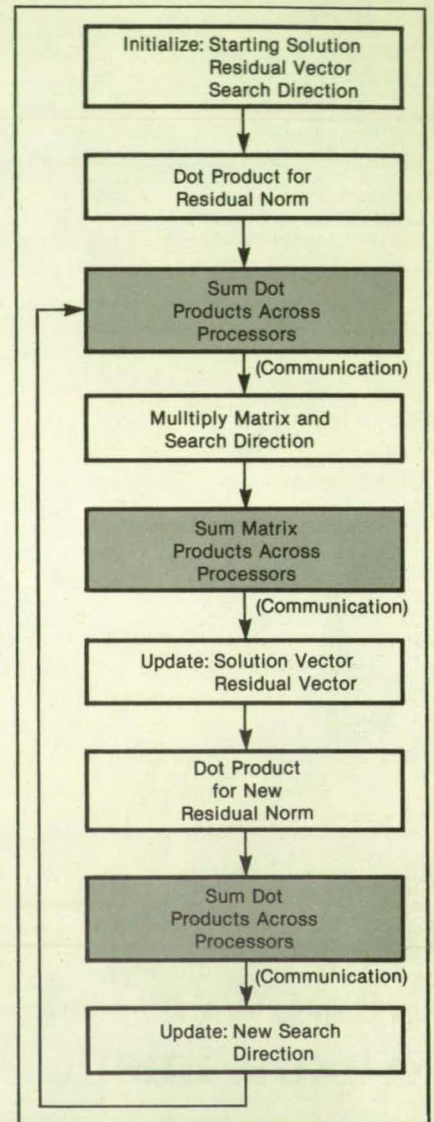 Initialize: Starting Solution
Residual Vector
Search Direction
Dot Product for
Residual Norm
Sum Dot
Products Across
Processors
(Communication)
Mulltiply Matrix and
Search Direction
Sum Matrix
Products Across
Processors
(Communication)
Update: Solution Vector
Residual Vector
Dot Product
for New
Residual Norm
Sum Dot
Products Across
Processors
(Communication)
Update: New Search
Direction